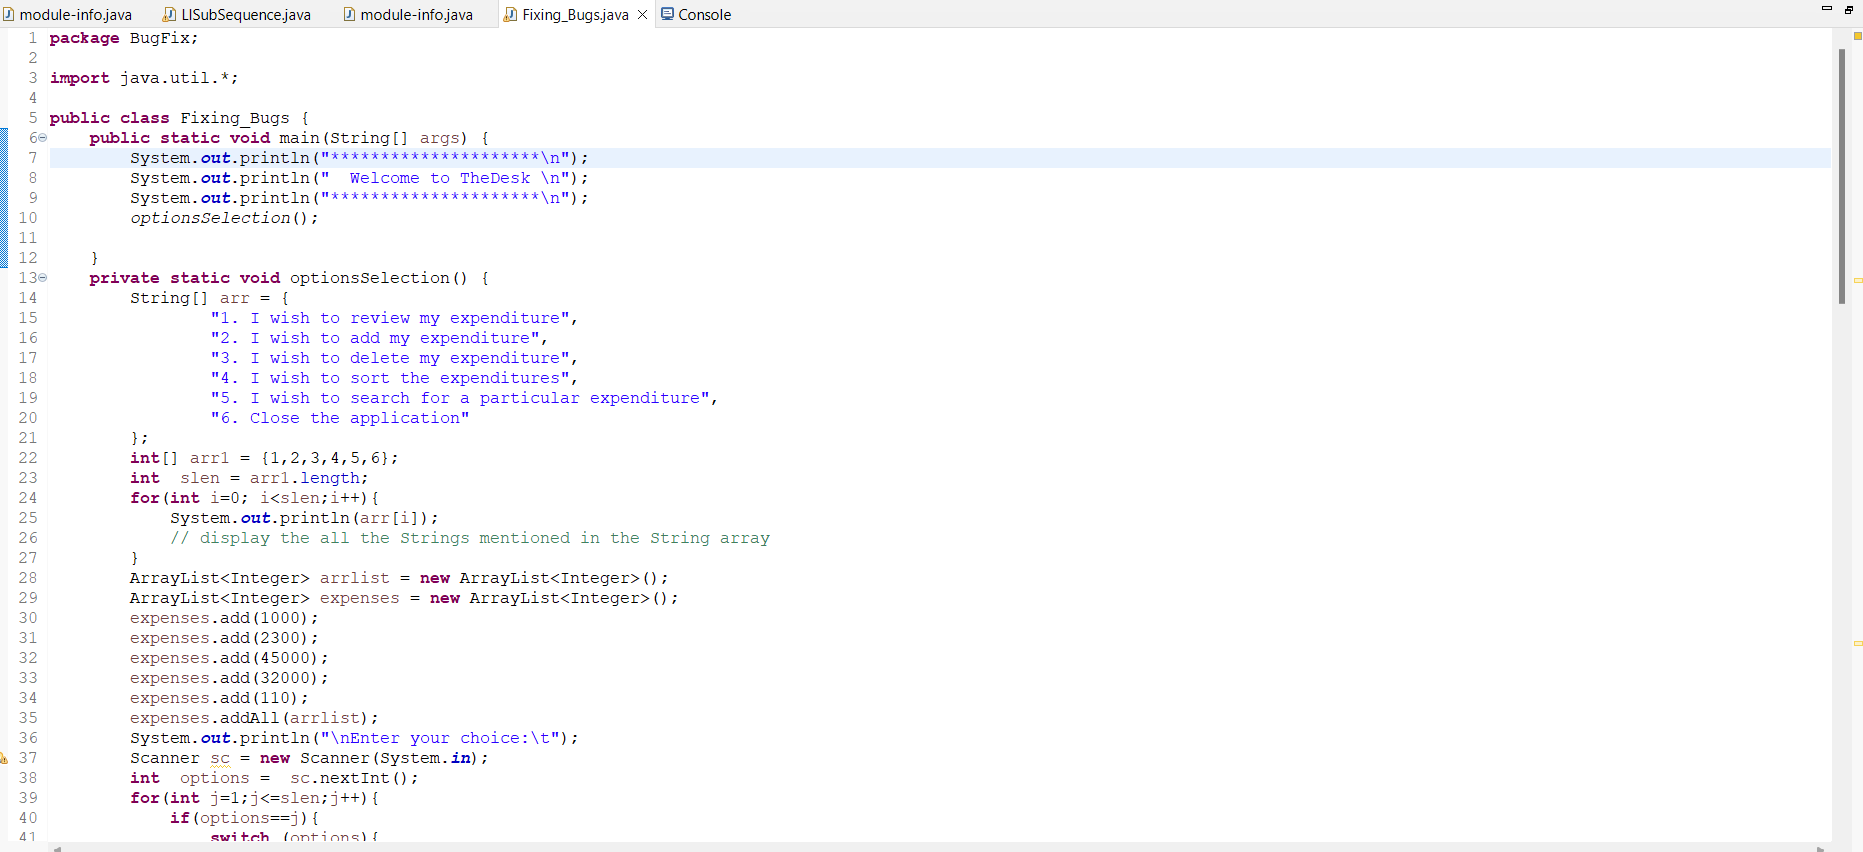 module-info.java LISubSequence.java module-info.java Fixing_Bugs.java Console
1 package BugFix;
2
3 import java.util.*;
4
5 public class Fixing_Bugs {
6 public static void main(String[] args) {
7 System.out.println("*********************\n");
8 System.out.println("  Welcome to TheDesk \n");
9 System.out.println("*********************\n");
10 optionsSelection();
11
12 }
13 private static void optionsSelection() {
14 String[] arr = {
15 "1. I wish to review my expenditure",
16 "2. I wish to add my expenditure",
17 "3. I wish to delete my expenditure",
18 "4. I wish to sort the expenditures",
19 "5. I wish to search for a particular expenditure",
20 "6. Close the application"
21 };
22 int[] arr1 = {1,2,3,4,5,6};
23 int  slen = arr1.length;
24 for(int i=0; i<slen;i++){
25 System.out.println(arr[i]);
26 // display the all the Strings mentioned in the String array
27 }
28 ArrayList<Integer> arrlist = new ArrayList<Integer>();
29 ArrayList<Integer> expenses = new ArrayList<Integer>();
30 expenses.add(1000);
31 expenses.add(2300);
32 expenses.add(45000);
33 expenses.add(32000);
34 expenses.add(110);
35 expenses.addAll(arrlist);
36 System.out.println("\nEnter your choice:\t");
37 Scanner sc = new Scanner(System.in);
38 int  options =  sc.nextInt();
39 for(int j=1;j<=slen;j++){
40 if(options==j){
41 switch (options){